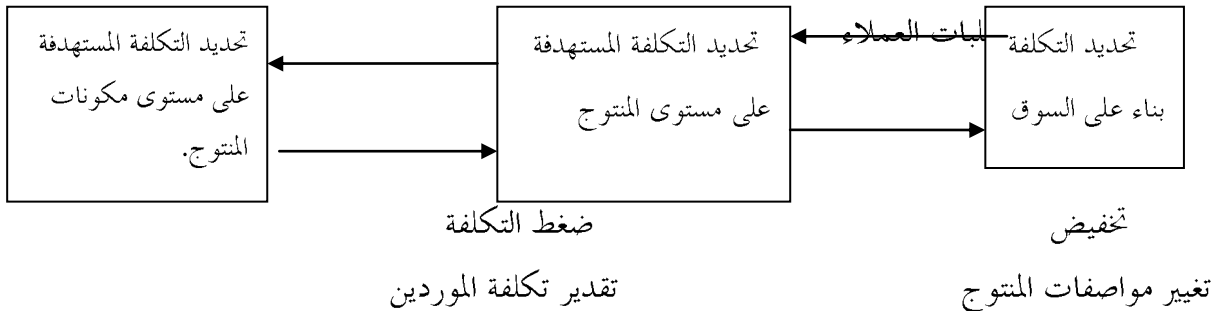 تحديد التكلفة
بناء على السوق
العملاء
تحديد التكلفة المستهدفة
على مستوى المنتوج
تحديد التكلفة المستهدفة
على مستوى مكونات
المنتوج.
تخفيض
ضغط التكلفة
تغيير مواصفات المنتوج
تقدير تكلفة الموردين